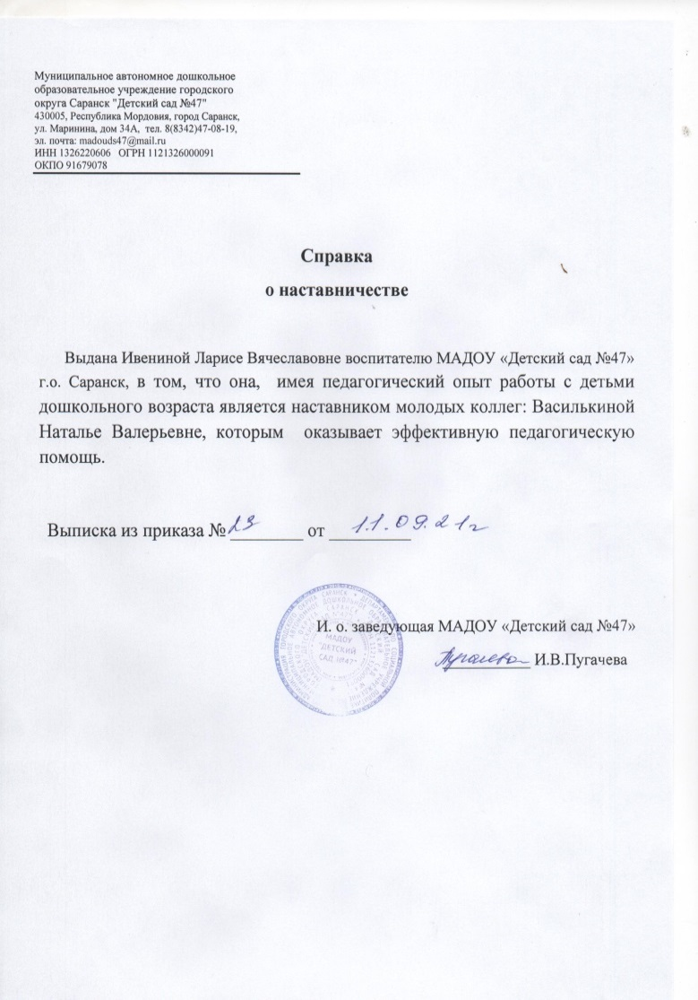 Муниципальное автономное дошкольное
образовательное учреждение городского
округа Саранск "Детский сад №47"
430005, Республика Мордовия, город Саранск,
ул. Маринина, дом 34А, тел. 8(8342)47-08-19,
эл. почта: madouds47@mail.ru
ИНН 1326220606 ОГРН 1121326000091
ОКПО 91679078
Справка
о наставничестве
Выдана Ивениной Ларисе Вячеславовне воспитателю МАДОУ «Детский сад №47»
г.о. Саранск, в том, что она, имея педагогический опыт работы с детьми
дошкольного возраста является наставником молодых коллег: Василькиной
Наталье Валерьевне, которым оказывает эффективную педагогическую
помощь.
Выписка из приказа № 23 от 11.09.21г
И. о. заведующая МАДОУ «Детский сад №47»
Пугачева И.В.Пугачева
МАДОУ
"ДЕТСКИЙ
САД №47"